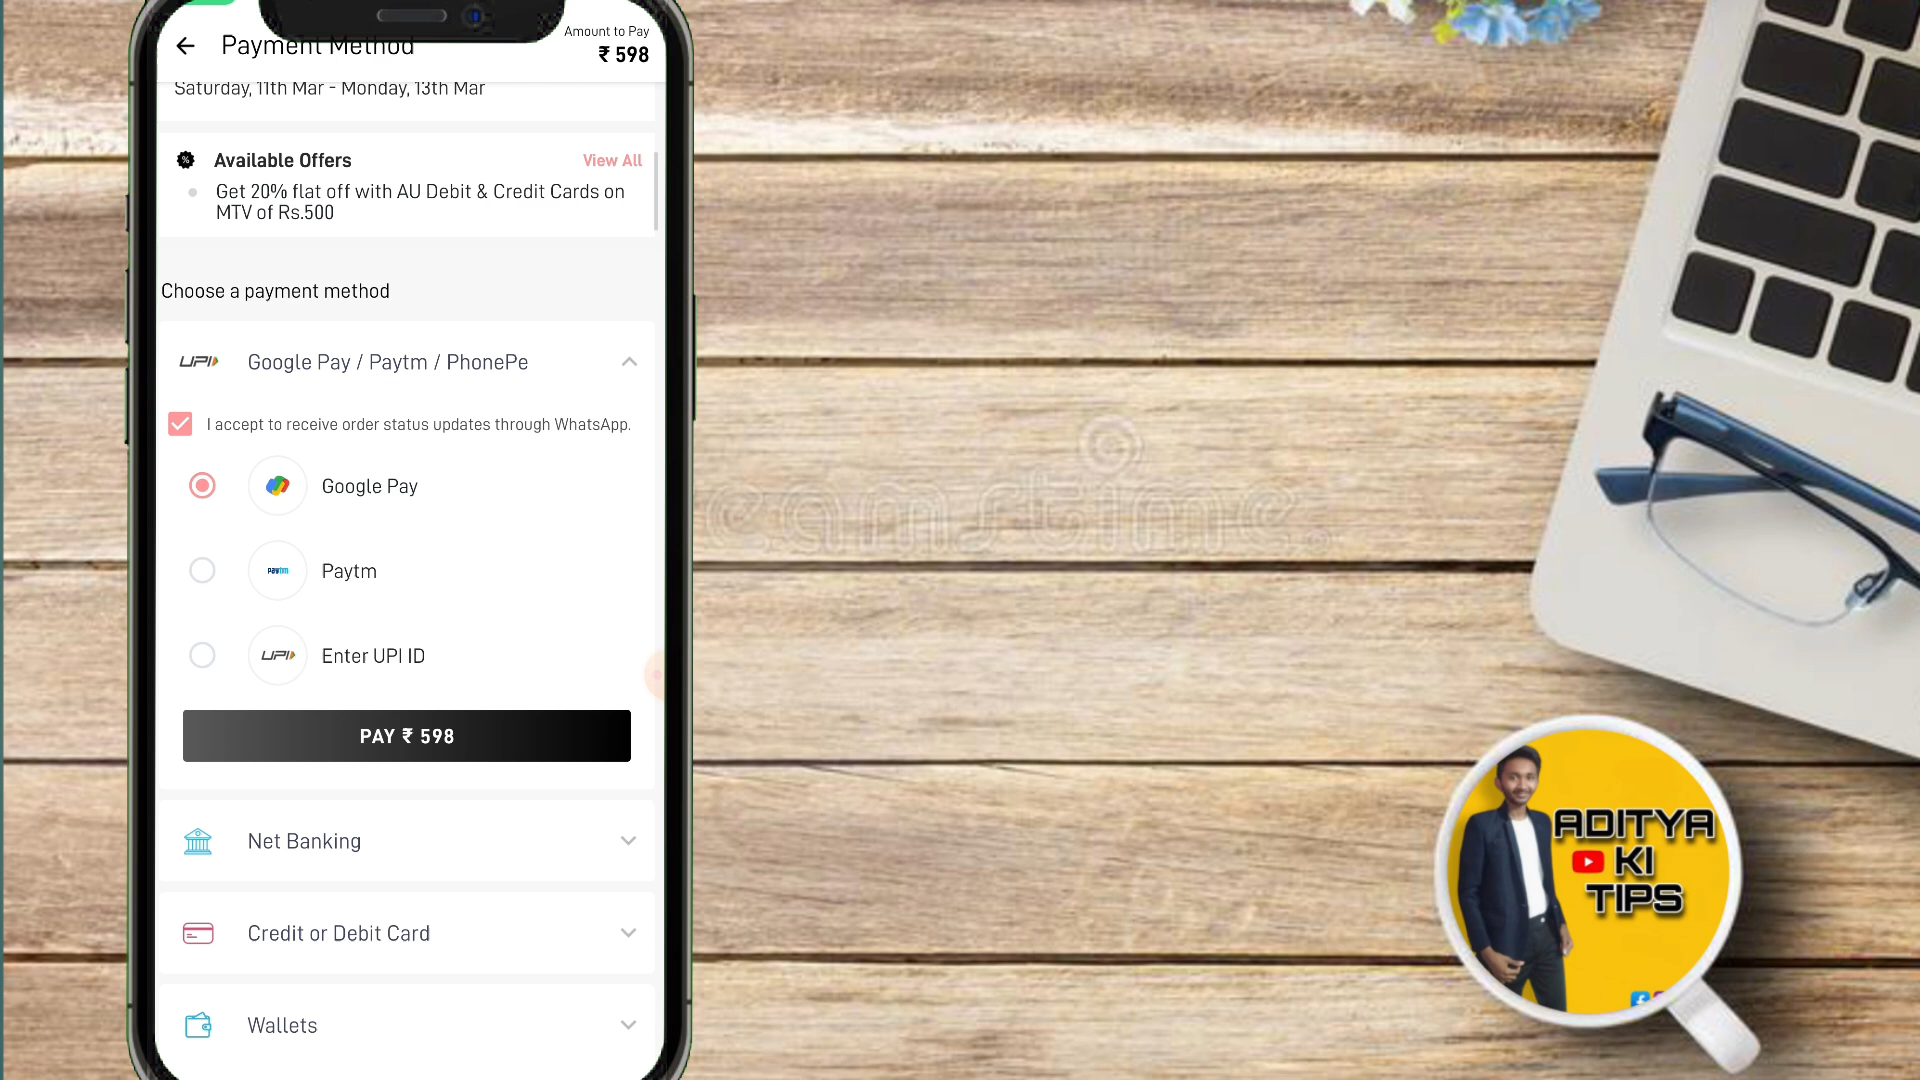 Payment Method
Amount to Pay
₹ 598
Saturday, 11th Mar - Monday, 13th Mar
Available Offers
View All
Get 20% flat off with AU Debit & Credit Cards on
MTV of Rs.500
Choose a payment method
UPI
Google Pay / Paytm / PhonePe
I accept to receive order status updates through WhatsApp.
Google Pay
paytm
Paytm
UPI
Enter UPI ID
PAY ₹ 598
Net Banking
Credit or Debit Card
Wallets
eamstime
ADITYA
KI
TIPS